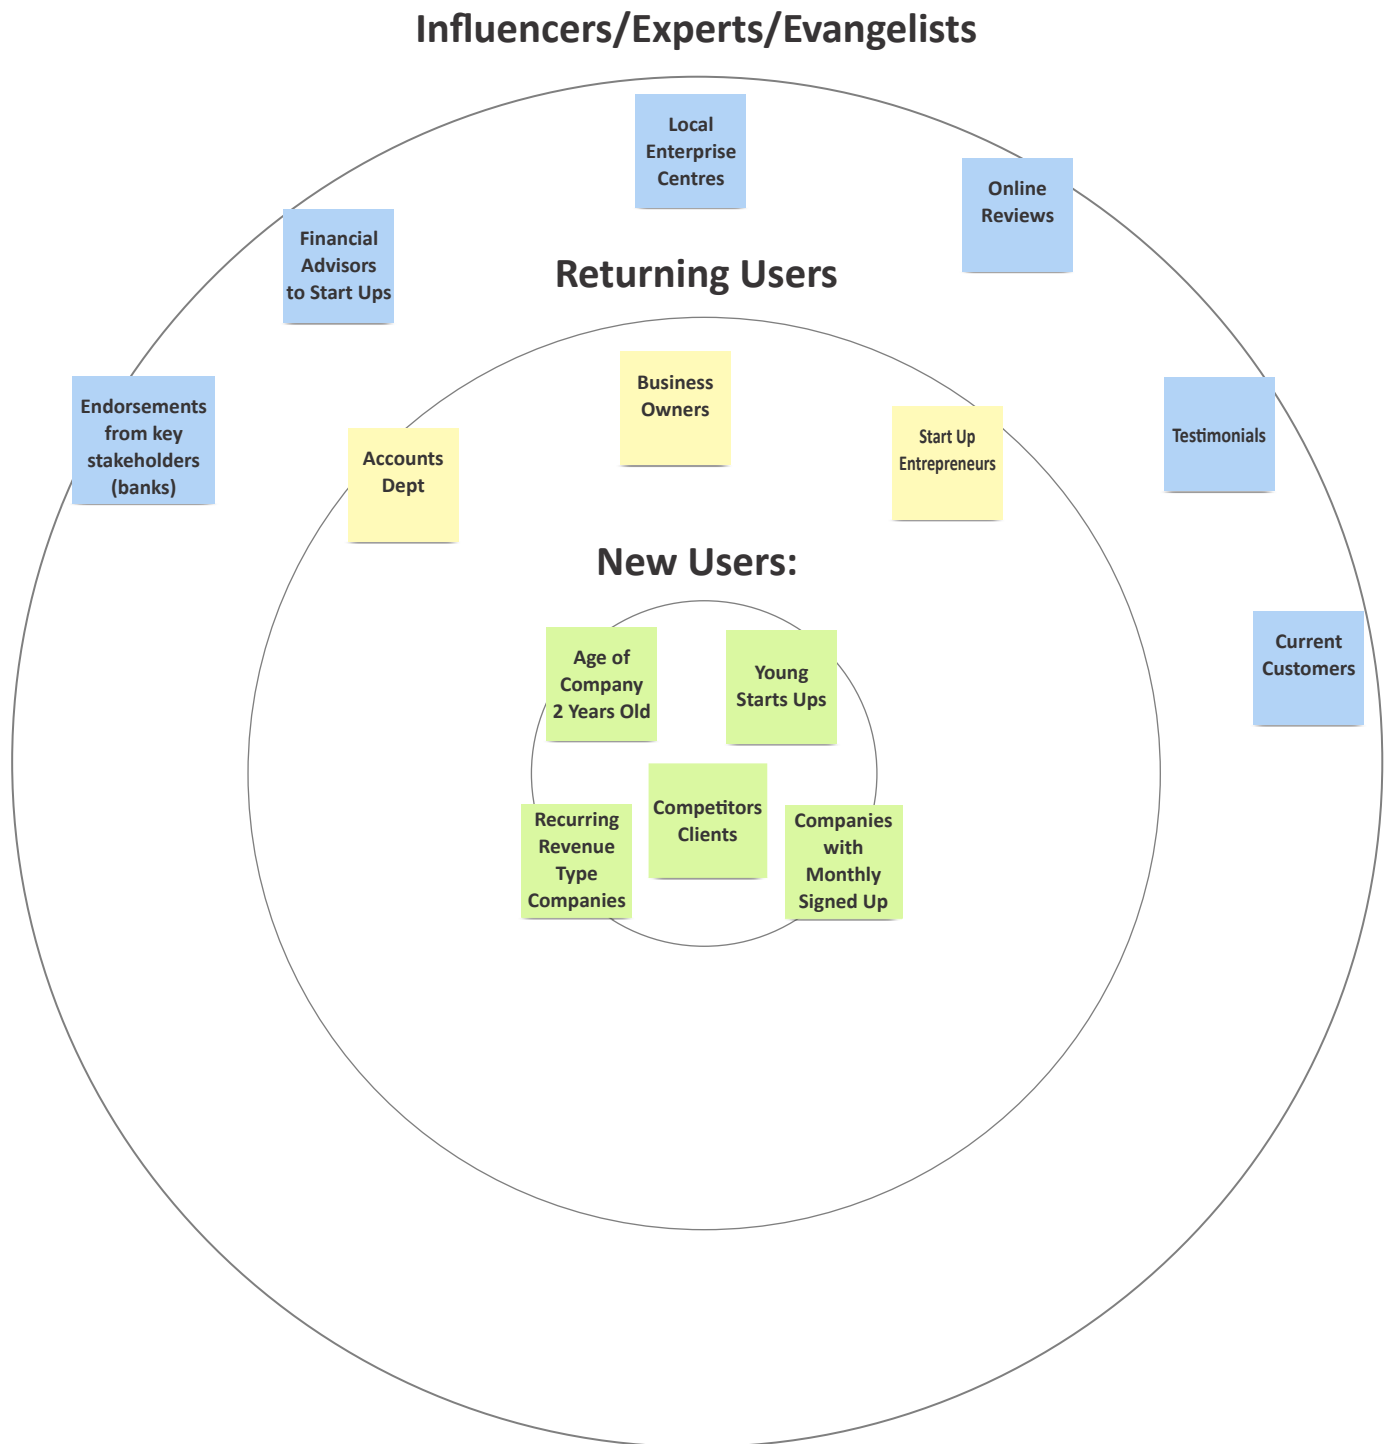 Influencers/Experts/Evangelists
Local
Enterprise
Centres
Online
Reviews
Financial
Advisors
to Start Ups
Endorsements
from key
stakeholders
(banks)
Testimonials
Current
Customers
Returning Users
Business
Owners
Accounts
Dept
Start Up
Entrepreneurs
New Users:
Age of
Company
2 Years Old
Young
Starts Ups
Competitors
Clients
Recurring
Revenue
Type
Companies
Companies
with
Monthly
Signed Up